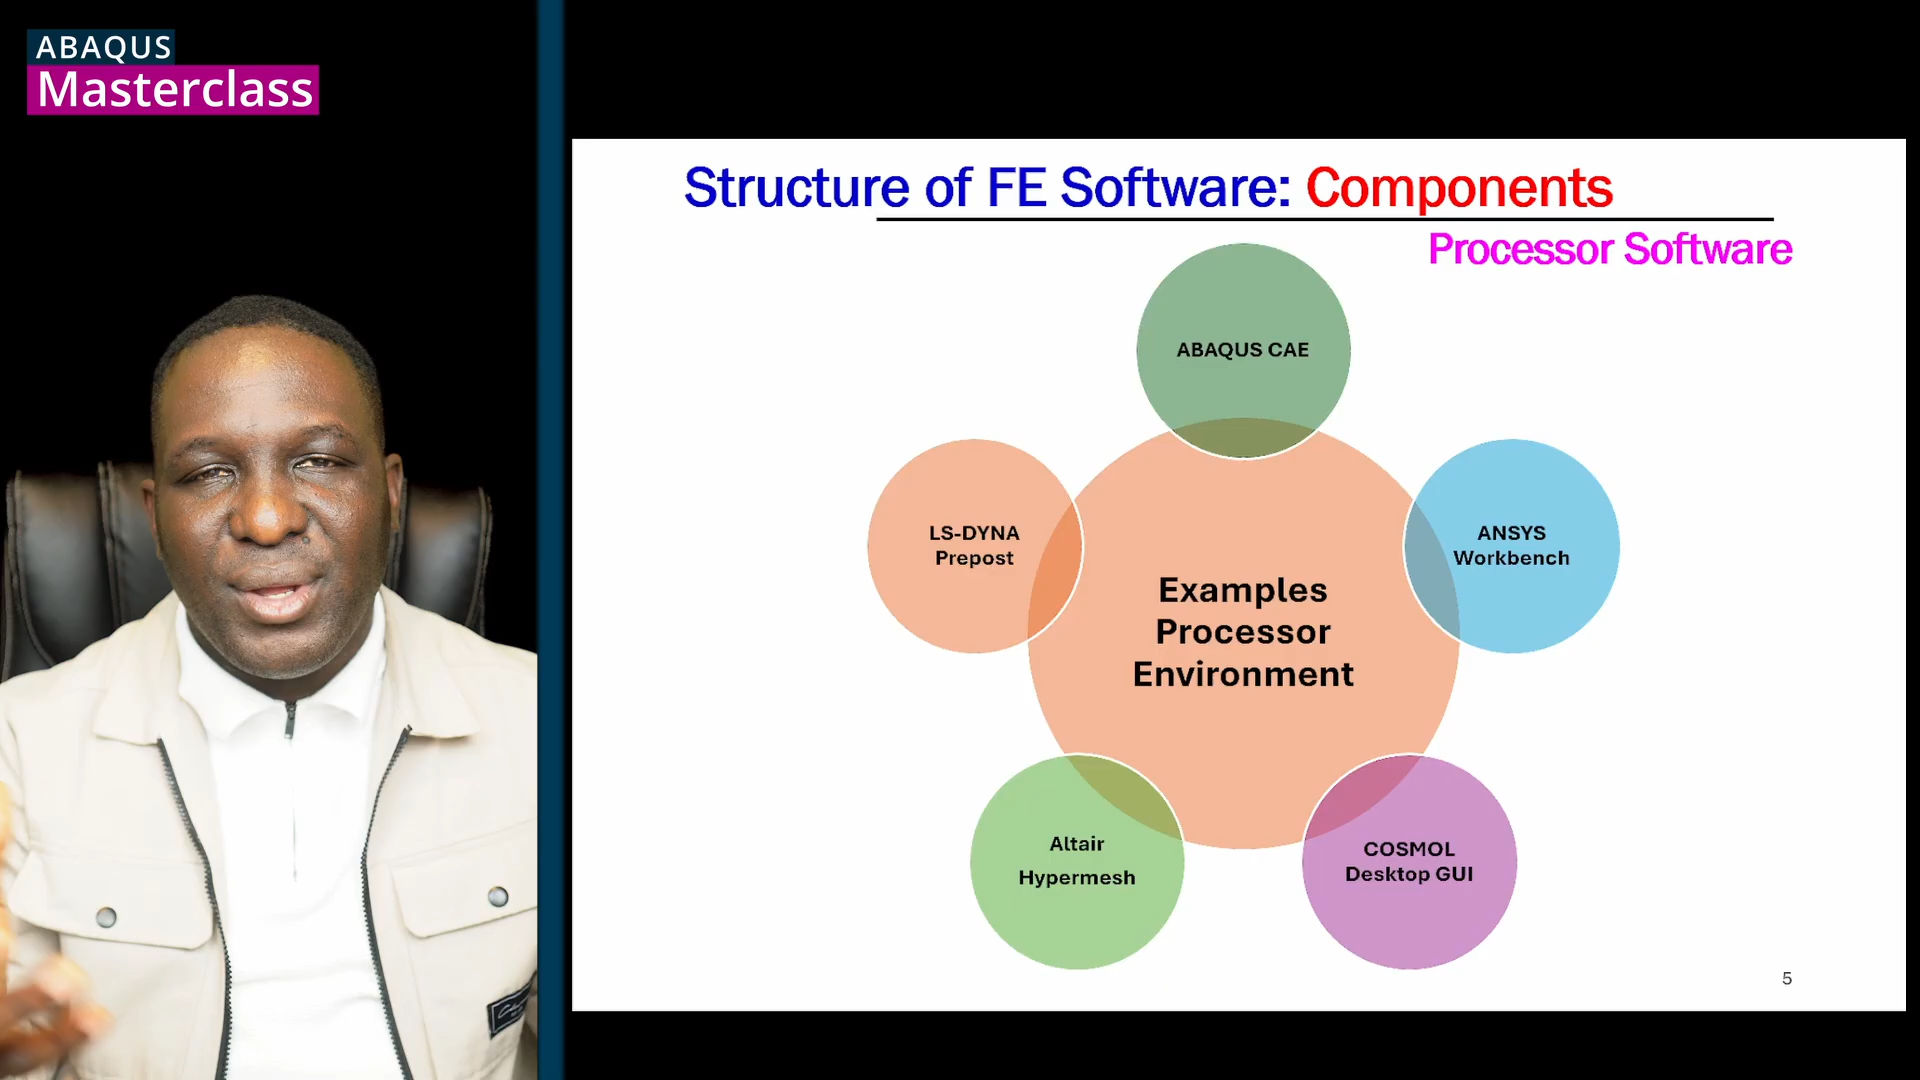 ABAQUS
Masterclass
Structure of FE Software: Components
Processor Software
ABAQUS CAE
LS-DYNA
Prepost
ANSYS
Workbench
Examples
Processor
Environment
Altair
Hypermesh
COSMOL
Desktop GUI
5